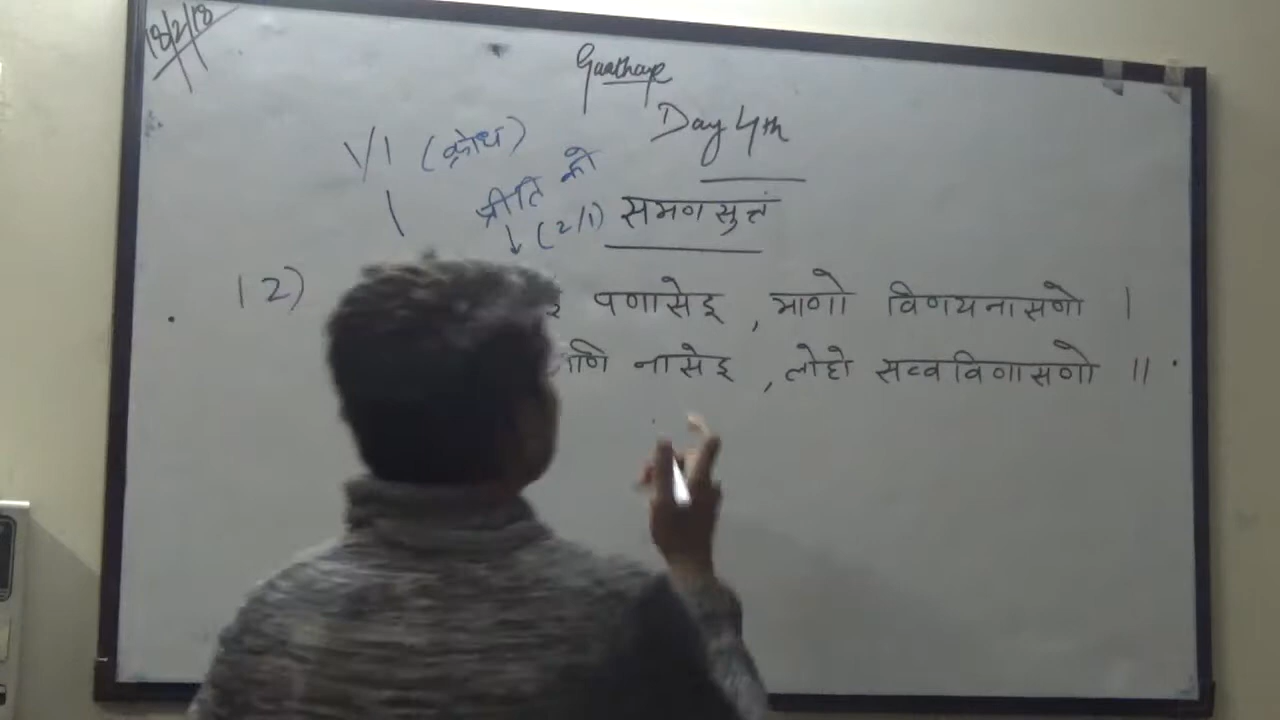 18/2/18
Gaathaye
Day 4th
1/1 (क्रोध)
प्रीति को
(2/1)
समणसुत्तं
12) पणासेइ , माणो विणयनासणो ।
नासेइ , लोहो सव्वविणासणो ॥